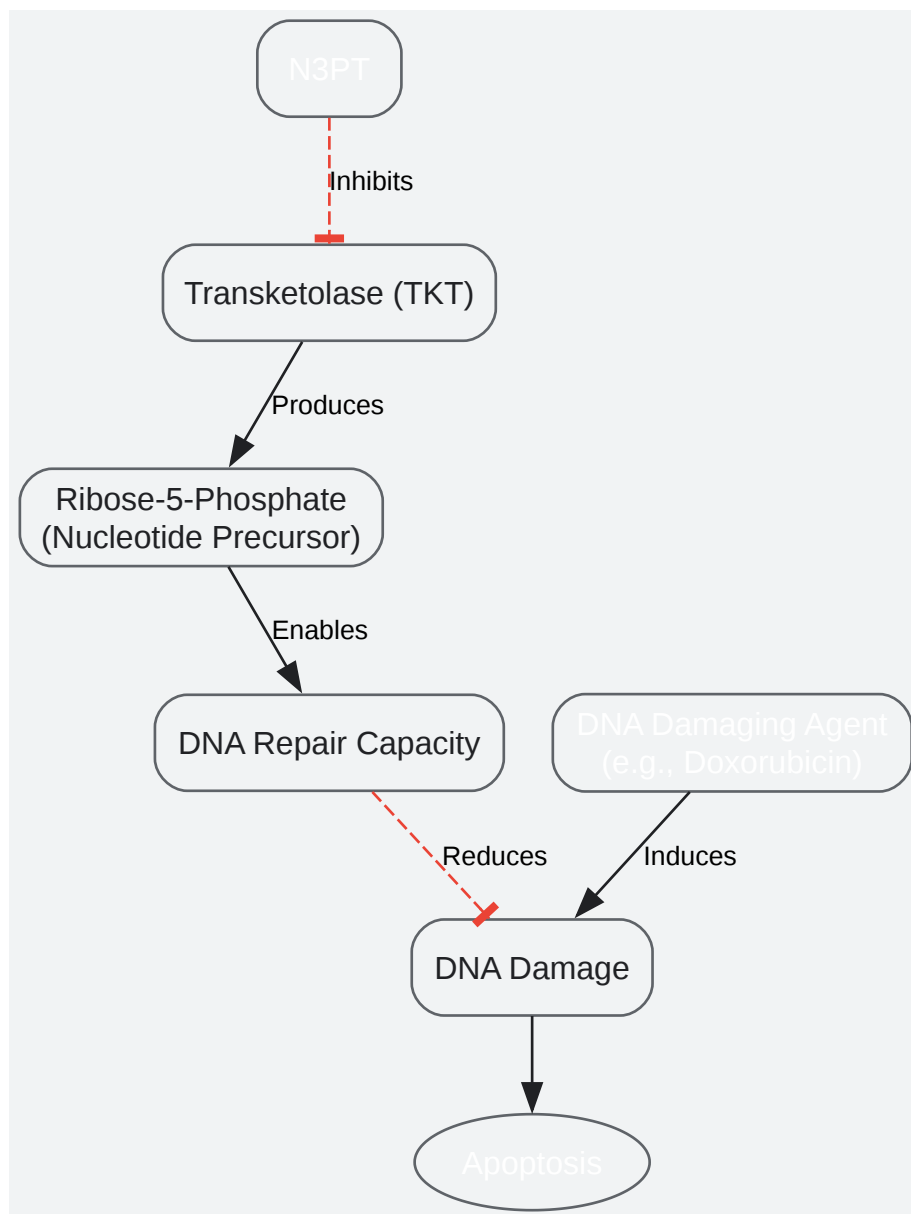 N3PT
Inhibits
Transketolase (TKT)
Produces
Ribose-5-Phosphate
(Nucleotide Precursor)
Enables
DNA Repair Capacity
DNA Damaging Agent
(e.g., Doxorubicin)
Reduces
Induces
DNA Damage
Apoptosis